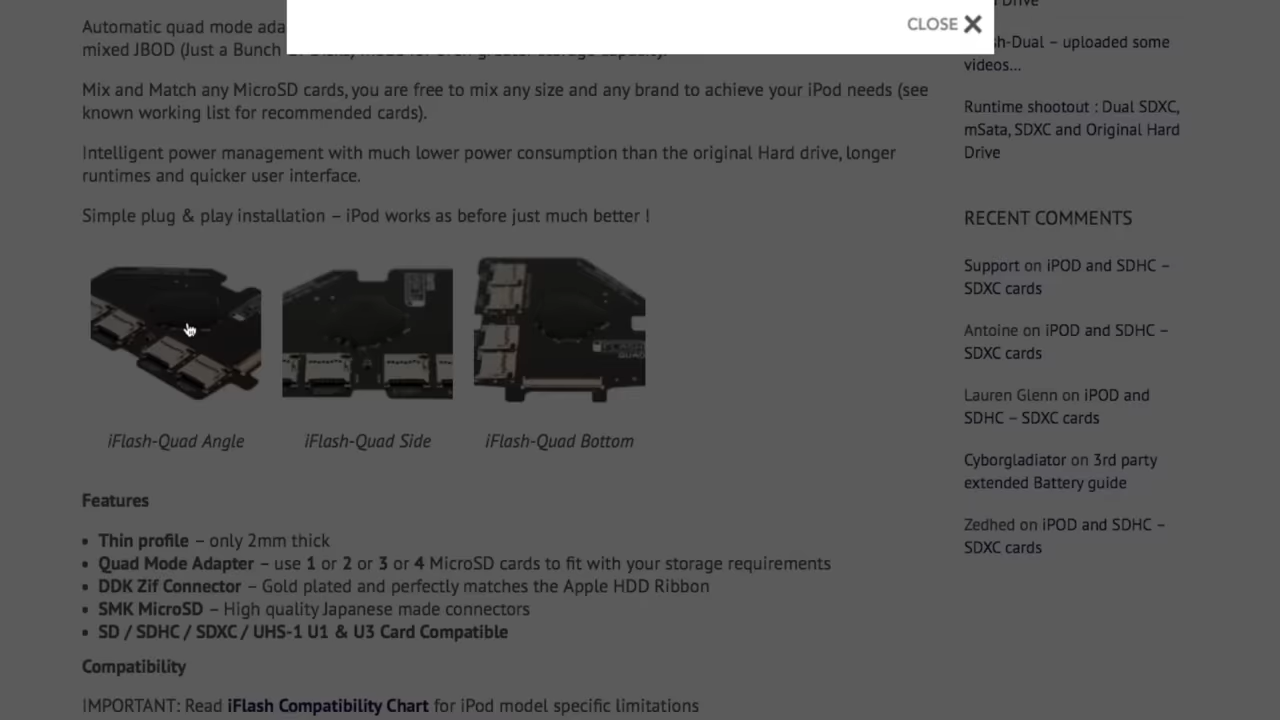 CLOSE
Automatic quad mode ada
mixed JBOD (Just a Bunch
Mix and Match any MicroSD cards, you are free to mix any size and any brand to achieve your iPod needs (see
known working list for recommended cards).
Intelligent power management with much lower power consumption than the original Hard drive, longer
runtimes and quicker user interface.
Simple plug & play installation – iPod works as before just much better !
iFlash-Quad Angle
iFlash-Quad Side
iFlash-Quad Bottom
Features
• Thin profile – only 2mm thick
• Quad Mode Adapter – use 1 or 2 or 3 or 4 MicroSD cards to fit with your storage requirements
• DDK Zif Connector – Gold plated and perfectly matches the Apple HDD Ribbon
• SMK MicroSD – High quality Japanese made connectors
• SD / SDHC / SDXC / UHS-1 U1 & U3 Card Compatible
Compatibility
IMPORTANT: Read iFlash Compatibility Chart for iPod model specific limitations
Drive
sh-Dual – uploaded some
videos...
Runtime shootout : Dual SDXC,
mSata, SDXC and Original Hard
Drive
RECENT COMMENTS
Support on iPOD and SDHC –
SDXC cards
Antoine on iPOD and SDHC –
SDXC cards
Lauren Glenn on iPOD and
SDHC – SDXC cards
Cyborgladiator on 3rd party
extended Battery guide
Zedhed on iPOD and SDHC –
SDXC cards